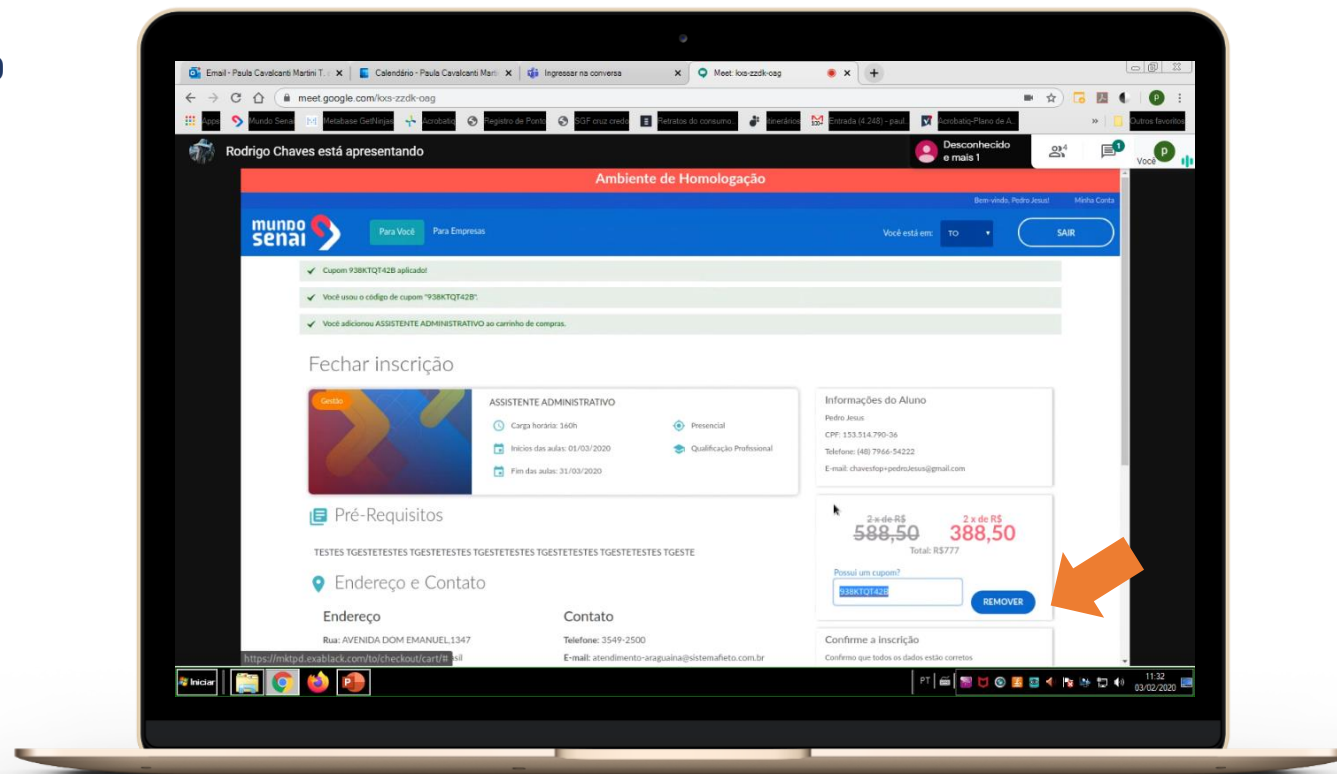 Email - Paula Cavalcanti Martini T.
Calendário - Paula Cavalcanti Marti
Ingressar na conversa
Meet: kxs-zzdk-oag
meet.google.com/kxs-zzdk-oag
Apps
Mundo Senai
Metabase GetNinjas
Acrobatiq
Registro de Ponto
SGF cruz credo
Retratos do consumo...
Itinerários
Entrada (4.248) - paul...
Acrobatiq-Plano de A...
»
Outros favoritos
Rodrigo Chaves está apresentando
Desconhecido
e mais 1
4
1
Você
P
Ambiente de Homologação
Bem-vindo, Pedro Jesus!
Minha Conta
mundo
senai
Para Você
Para Empresas
Você está em:
TO
SAIR
Cupom 938KTQT42B aplicado!
Você usou o código de cupom "938KTQT42B".
Você adicionou ASSISTENTE ADMINISTRATIVO ao carrinho de compras.
Fechar inscrição
Gestão
ASSISTENTE ADMINISTRATIVO
Carga horária: 160h
Presencial
Inícios das aulas: 01/03/2020
Qualificação Profissional
Fim das aulas: 31/03/2020
Informações do Aluno
Pedro Jesus
CPF: 153.514.790-36
Telefone: (48) 7966-54222
E-mail: chavesfop+pedroJesus@gmail.com
Pré-Requisitos
TESTES TGESTETESTES TGESTETESTES TGESTETESTES TGESTETESTES TGESTETESTES TGESTE
2 x de R$
588,50
2 x de R$
388,50
Total: R$777
Possui um cupom?
938KTQT42B
REMOVER
Endereço e Contato
Endereço
Contato
Rua: AVENIDA DOM EMANUEL,1347
Telefone: 3549-2500
E-mail: atendimento-araguaina@sistemafieto.com.br
Confirme a inscrição
Confirmo que todos os dados estão corretos
https://mktpd.exablack.com/to/checkout/cart/#
Iniciar
PT
11:32
03/02/2020